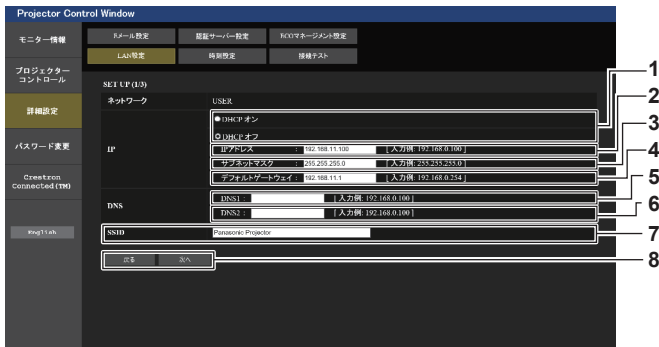 Projector Control Window
モニター情報
プロジェクター
コントロール
詳細設定
パスワード変更
Crestron
Connected(TM)
English
Eメール設定 認証サーバー設定 ECOマネージメント設定
LAN設定 時刻設定 接続テスト
SET UP (1/3)
ネットワーク USER
IP
DHCP オン
DHCP オフ
IPアドレス : 192.168.11.100 [ 入力例: 192.168.0.100 ]
サブネットマスク : 255.255.255.0 [ 入力例: 255.255.255.0 ]
デフォルトゲートウェイ : 192.168.11.1 [ 入力例: 192.168.0.254 ]
DNS
DNS1 : [ 入力例: 192.168.0.100 ]
DNS2 : [ 入力例: 192.168.0.100 ]
SSID Panasonic Projector
戻る 次へ
1
2
3
4
5
6
7
8